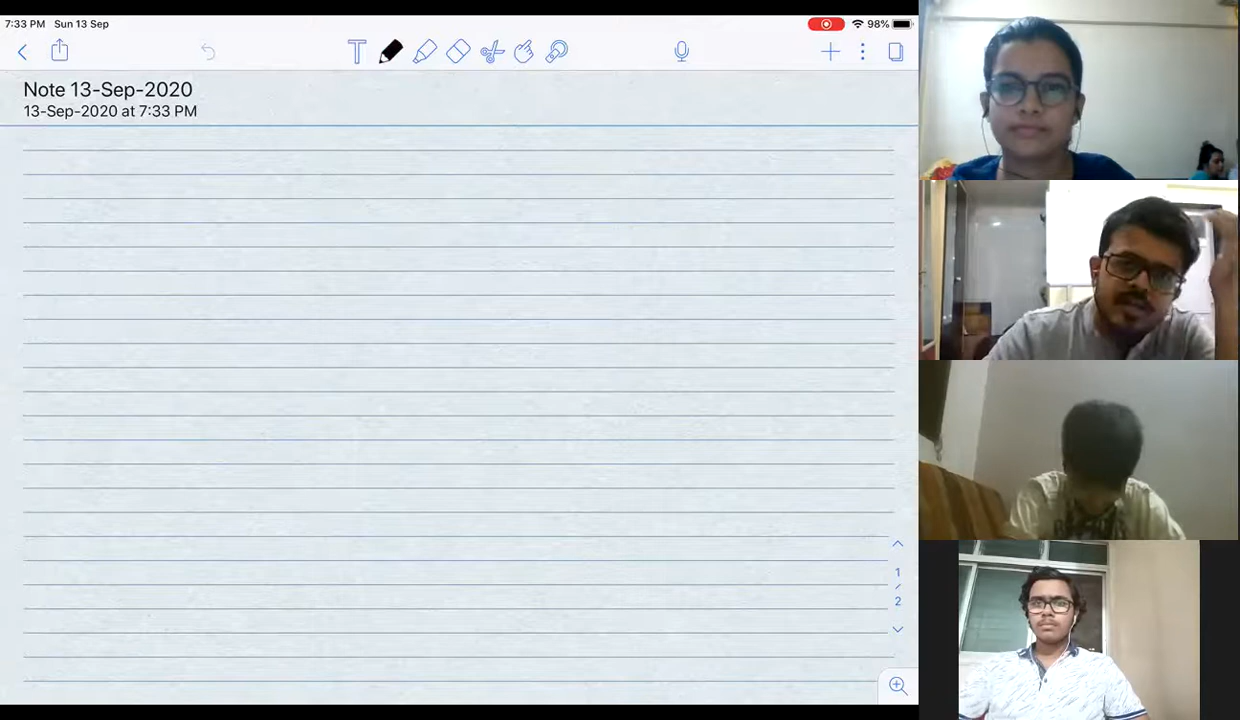 7:33 PM Sun 13 Sep 98%
T
Note 13-Sep-2020
13-Sep-2020 at 7:33 PM
1
2